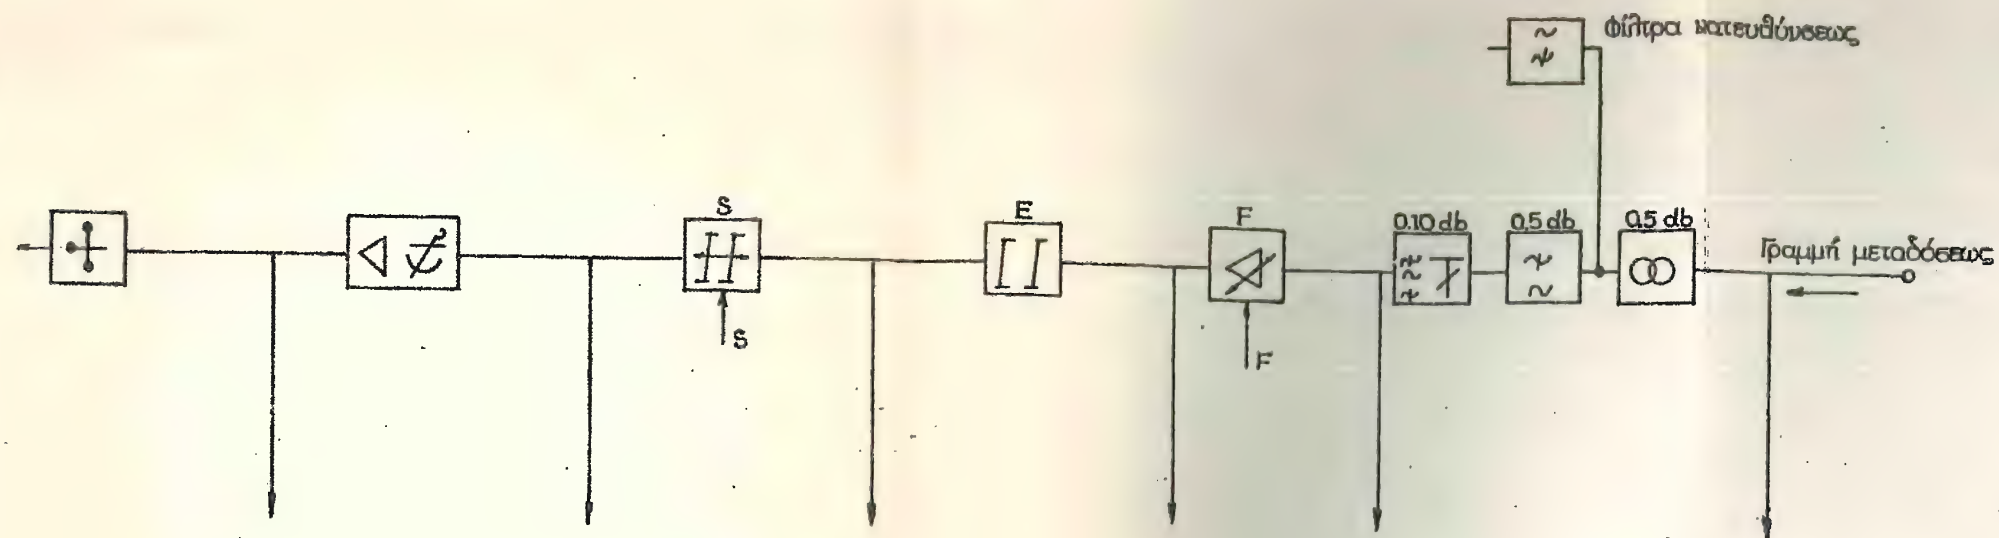 Φίλτρα κατευθύνσεως
S
E
F
0.10 db
0,5 db
0,5 db
Γραμμή μεταδόσεως
S
F